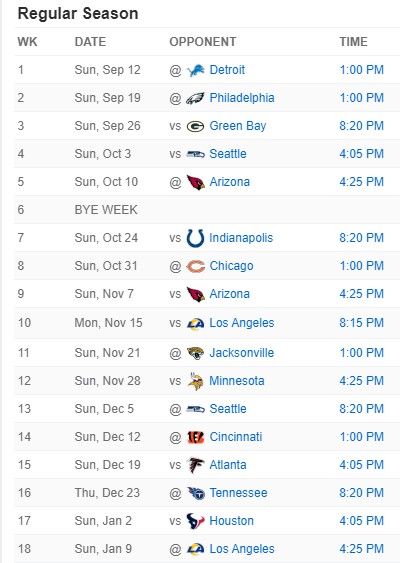 Regular Season
WK DATE OPPONENT TIME
1 Sun, Sep 12 @ Detroit 1:00 PM
2 Sun, Sep 19 @ Philadelphia 1:00 PM
3 Sun, Sep 26 vs Green Bay 8:20 PM
4 Sun, Oct 3 vs Seattle 4:05 PM
5 Sun, Oct 10 @ Arizona 4:25 PM
6 BYE WEEK
7 Sun, Oct 24 vs Indianapolis 8:20 PM
8 Sun, Oct 31 @ Chicago 1:00 PM
9 Sun, Nov 7 vs Arizona 4:25 PM
10 Mon, Nov 15 vs Los Angeles 8:15 PM
11 Sun, Nov 21 @ Jacksonville 1:00 PM
12 Sun, Nov 28 vs Minnesota 4:25 PM
13 Sun, Dec 5 @ Seattle 8:20 PM
14 Sun, Dec 12 @ Cincinnati 1:00 PM
15 Sun, Dec 19 vs Atlanta 4:05 PM
16 Thu, Dec 23 @ Tennessee 8:20 PM
17 Sun, Jan 2 vs Houston 4:05 PM
18 Sun, Jan 9 @ Los Angeles 4:25 PM